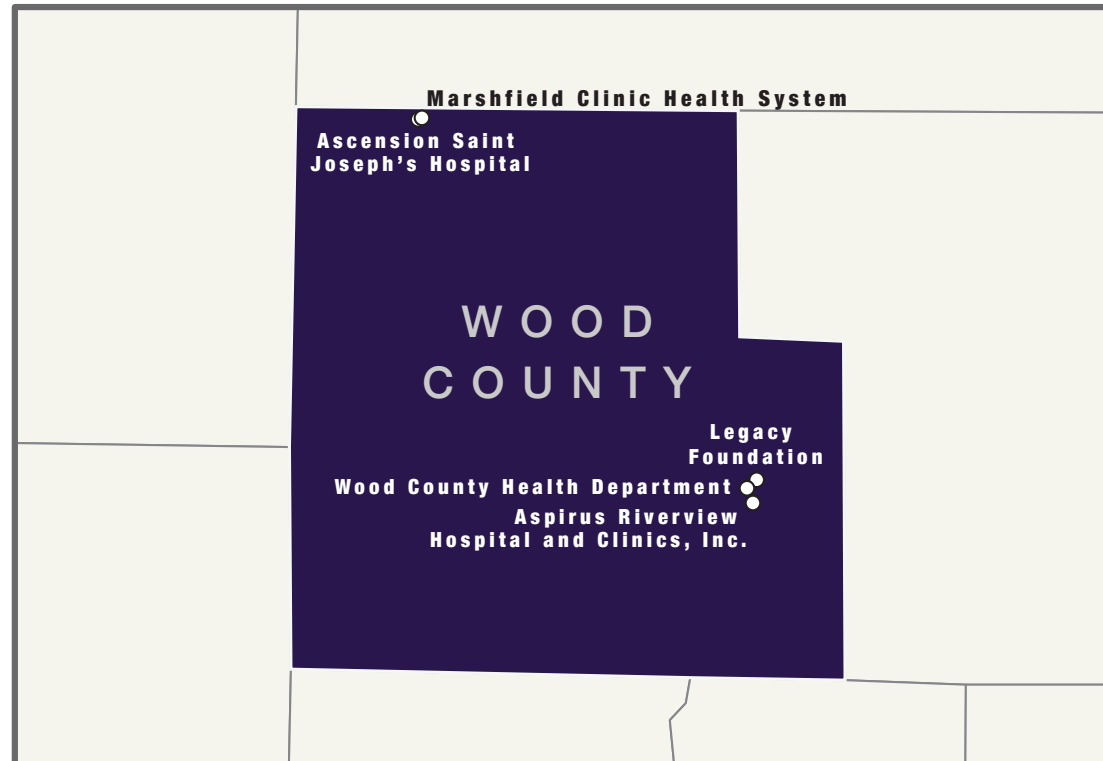 Marshfield Clinic Health System
Ascension Saint
Joseph’s Hospital
WOOD
COUNTY
Legacy
Foundation
Wood County Health Department
Aspirus Riverview
Hospital and Clinics, Inc.